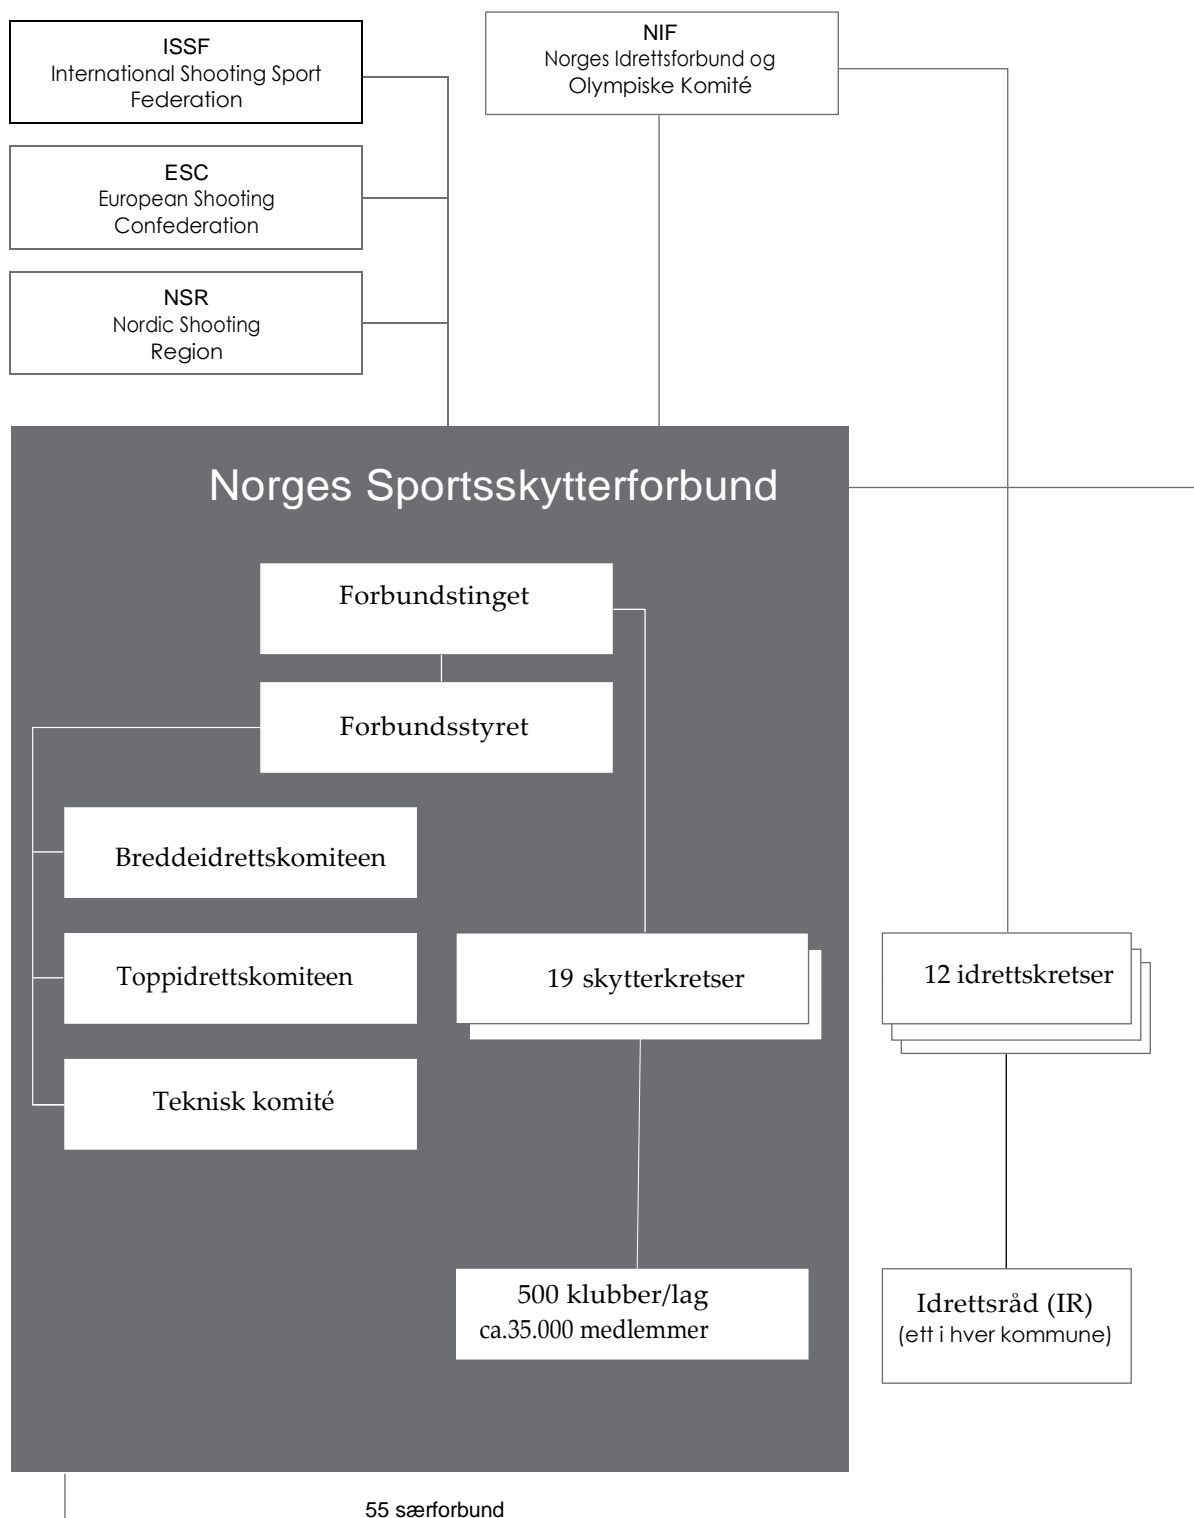 ISSF
International Shooting Sport
Federation
NIF
Norges Idrettsforbund og
Olympiske Komité
ESC
European Shooting
Confederation
NSR
Nordic Shooting
Region
Norges Sportsskytterforbund
Forbundstinget
Forbundsstyret
Breddeidrettskomiteen
Toppidrettskomiteen
19 skytterkretser
12 idrettskretser
Teknisk komité
500 klubber/lag
ca.35.000 medlemmer
Idrettsråd (IR)
(ett i hver kommune)
55 særforbund